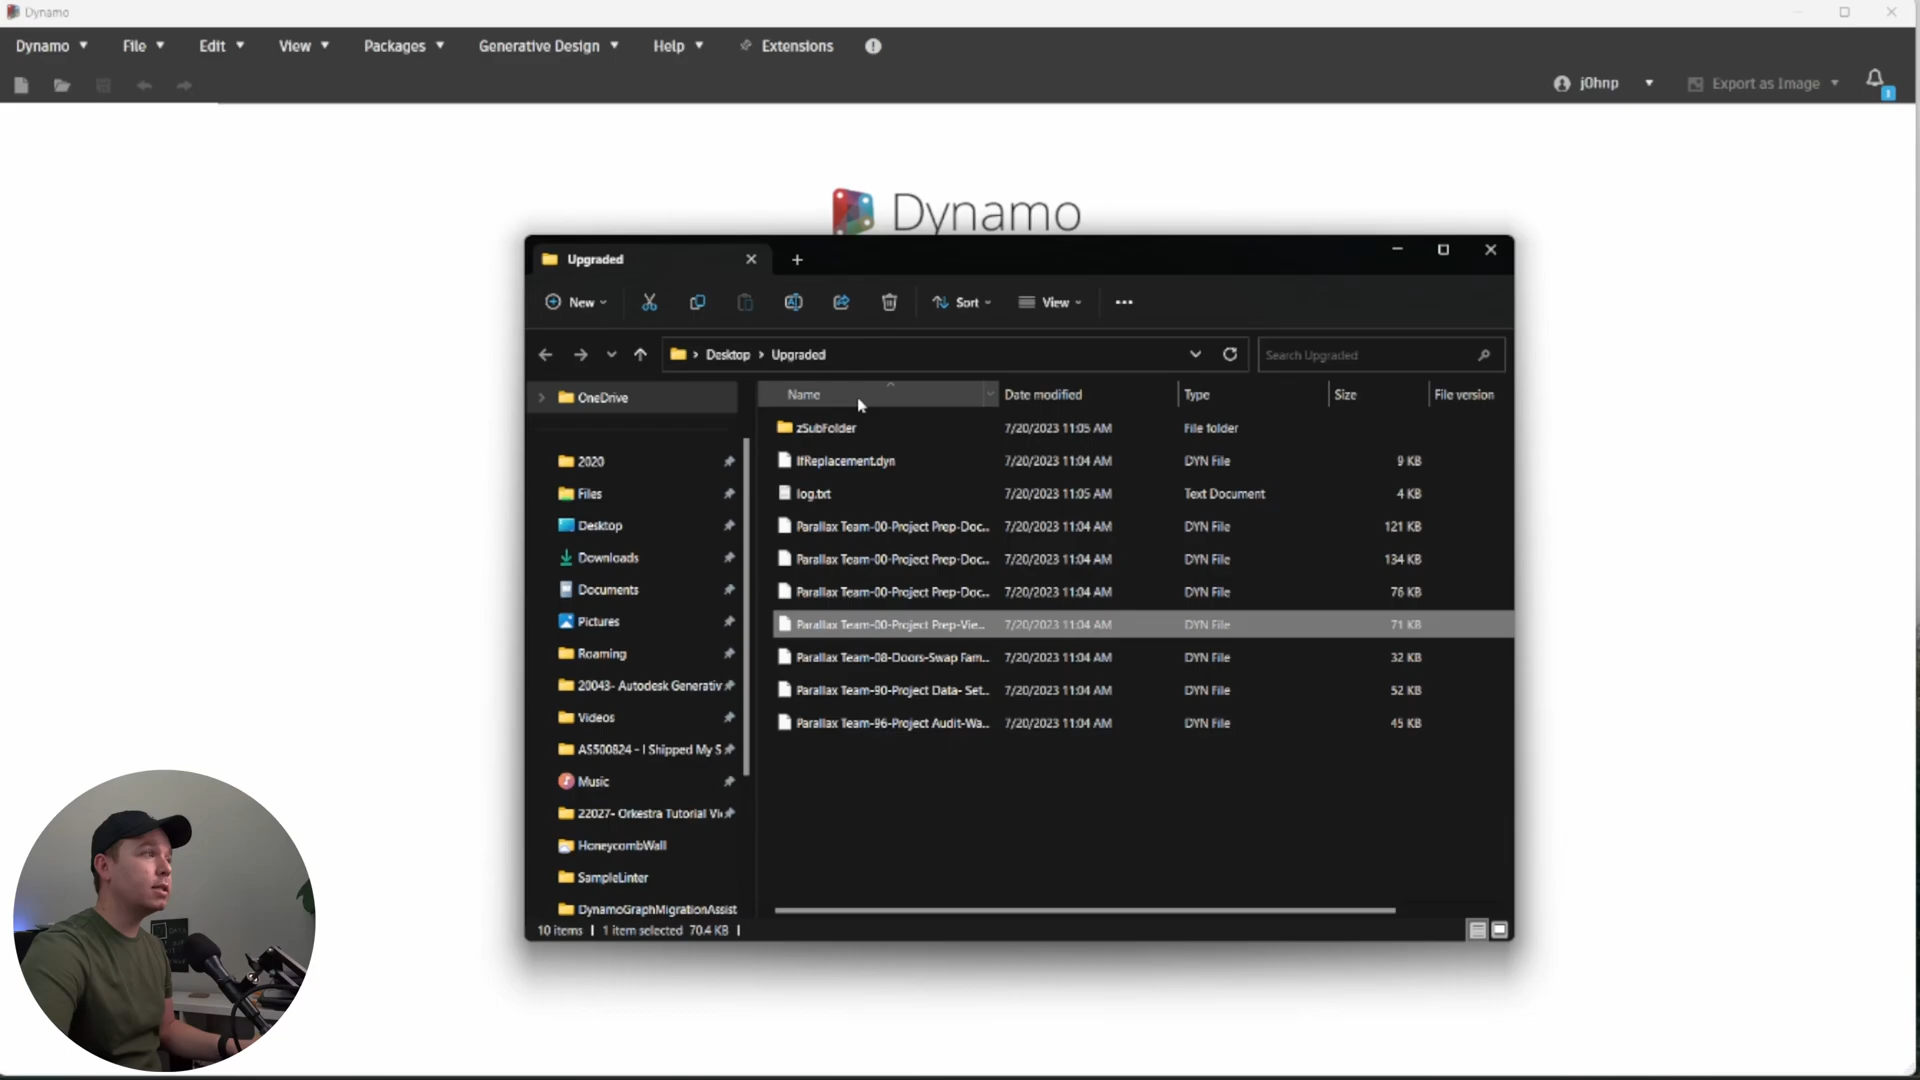 Dynamo
Dynamo File Edit View Packages Generative Design Help Extensions
j0hnp Export as Image 1
Dynamo
Upgraded
New Sort View
Desktop Upgraded Search Upgraded
Name Date modified Type Size File version
zSubFolder 7/20/2023 11:05 AM File folder
IfReplacement.dyn 7/20/2023 11:04 AM DYN File 9 KB
log.txt 7/20/2023 11:05 AM Text Document 4 KB
Parallax Team-00-Project Prep-Doc... 7/20/2023 11:04 AM DYN File 121 KB
Parallax Team-00-Project Prep-Doc... 7/20/2023 11:04 AM DYN File 134 KB
Parallax Team-00-Project Prep-Doc... 7/20/2023 11:04 AM DYN File 76 KB
Parallax Team-00-Project Prep-Vie... 7/20/2023 11:04 AM DYN File 71 KB
Parallax Team-08-Doors-Swap Fam... 7/20/2023 11:04 AM DYN File 32 KB
Parallax Team-90-Project Data- Set... 7/20/2023 11:04 AM DYN File 52 KB
Parallax Team-96-Project Audit-Wa... 7/20/2023 11:04 AM DYN File 45 KB
OneDrive
2020
Files
Desktop
Downloads
Documents
Pictures
Roaming
20043- Autodesk Generativ
Videos
AS500824 - I Shipped My S
Music
22027- Orkestra Tutorial Vi
HoneycombWall
SampleLinter
DynamoGraphMigrationAssist
10 items | 1 item selected 70.4 KB |